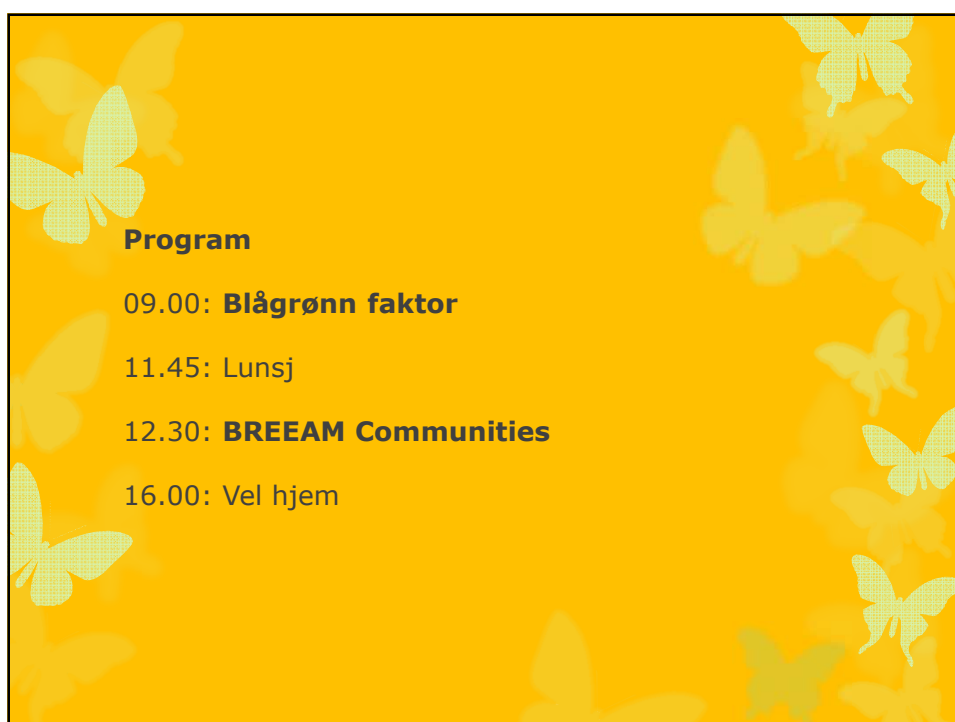 Program
09.00: Blågrønn faktor
11.45: Lunsj
12.30: BREEAM Communities
16.00: Vel hjem